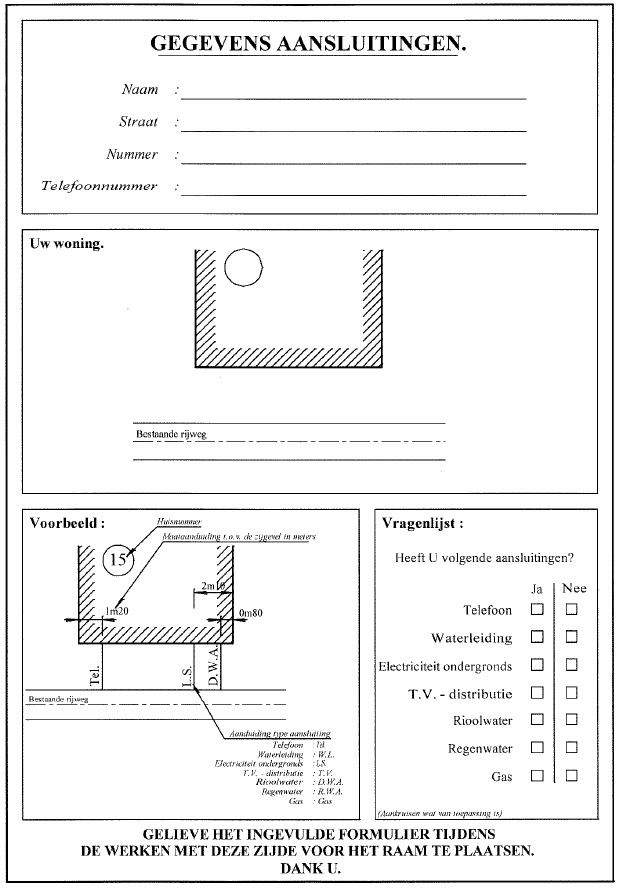 GEGEVENS AANSLUITINGEN.
Naam :
Straat :
Nummer :
Telefoonnummer :
Uw woning.
Bestaande rijweg
Voorbeeld :
Huisnummer
Maataanduiding t.o.v. de zijgevel in meters
15
2m10
1m20
0m80
Tel.
L.S.
D.W.A.
Bestaande rijweg
Aanduiding type aansluiting
Telefoon : Tel.
Waterleiding : W.L.
Electriciteit ondergronds : L.S.
T.V. - distributie : T.V.
Rioolwater : D.W.A.
Regenwater : R.W.A.
Gas : Gas
Vragenlijst :
Heeft U volgende aansluitingen?
Ja Nee
Telefoon
Waterleiding
Electriciteit ondergronds
T.V. - distributie
Rioolwater
Regenwater
Gas
(Aankruisen wat van toepassing is)
GELIEVE HET INGEVULDE FORMULIER TIJDENS
DE WERKEN MET DEZE ZIJDE VOOR HET RAAM TE PLAATSEN.
DANK U.